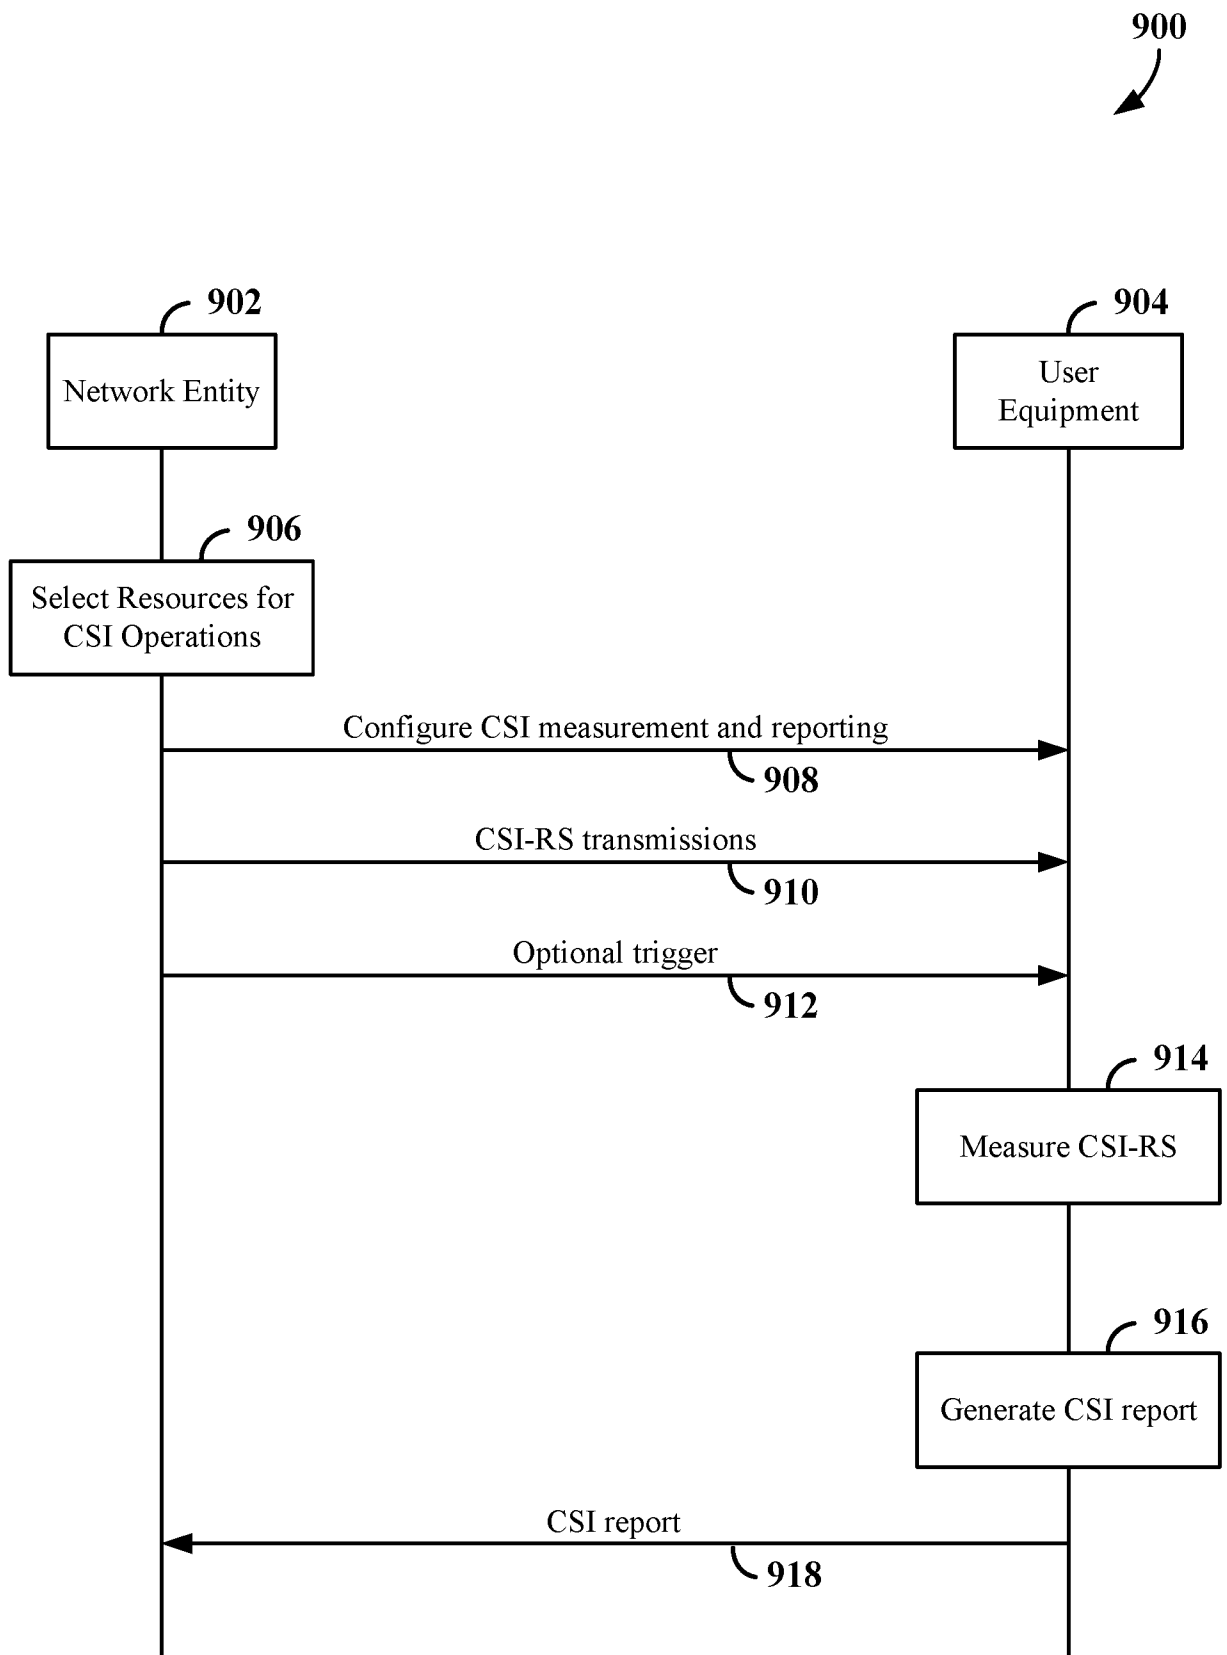 900
902
904
Network Entity
User
Equipment
906
Select Resources for
CSI Operations
Configure CSI measurement and reporting
908
CSI-RS transmissions
910
Optional trigger
912
914
Measure CSI-RS
916
Generate CSI report
CSI report
918